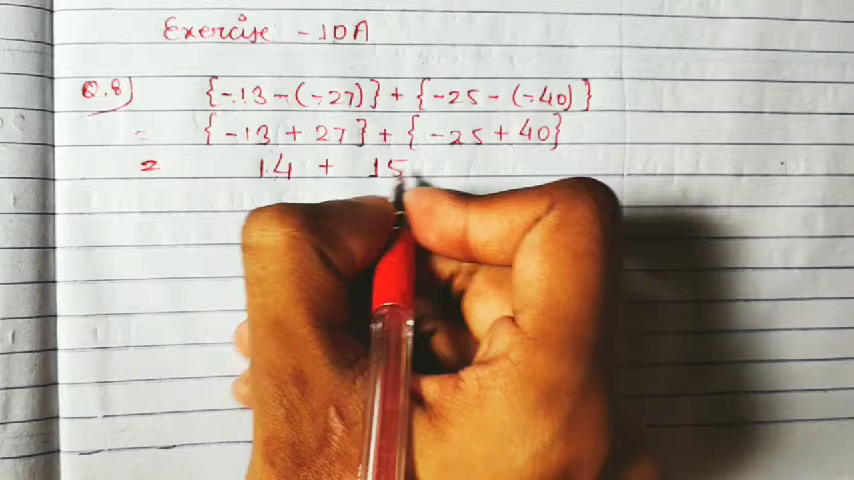 Exercise - 10A
Q.8) {-13-(-27)} + {-25-(-40)}
= {-13+27} + {-25+40}
= 14 + 15